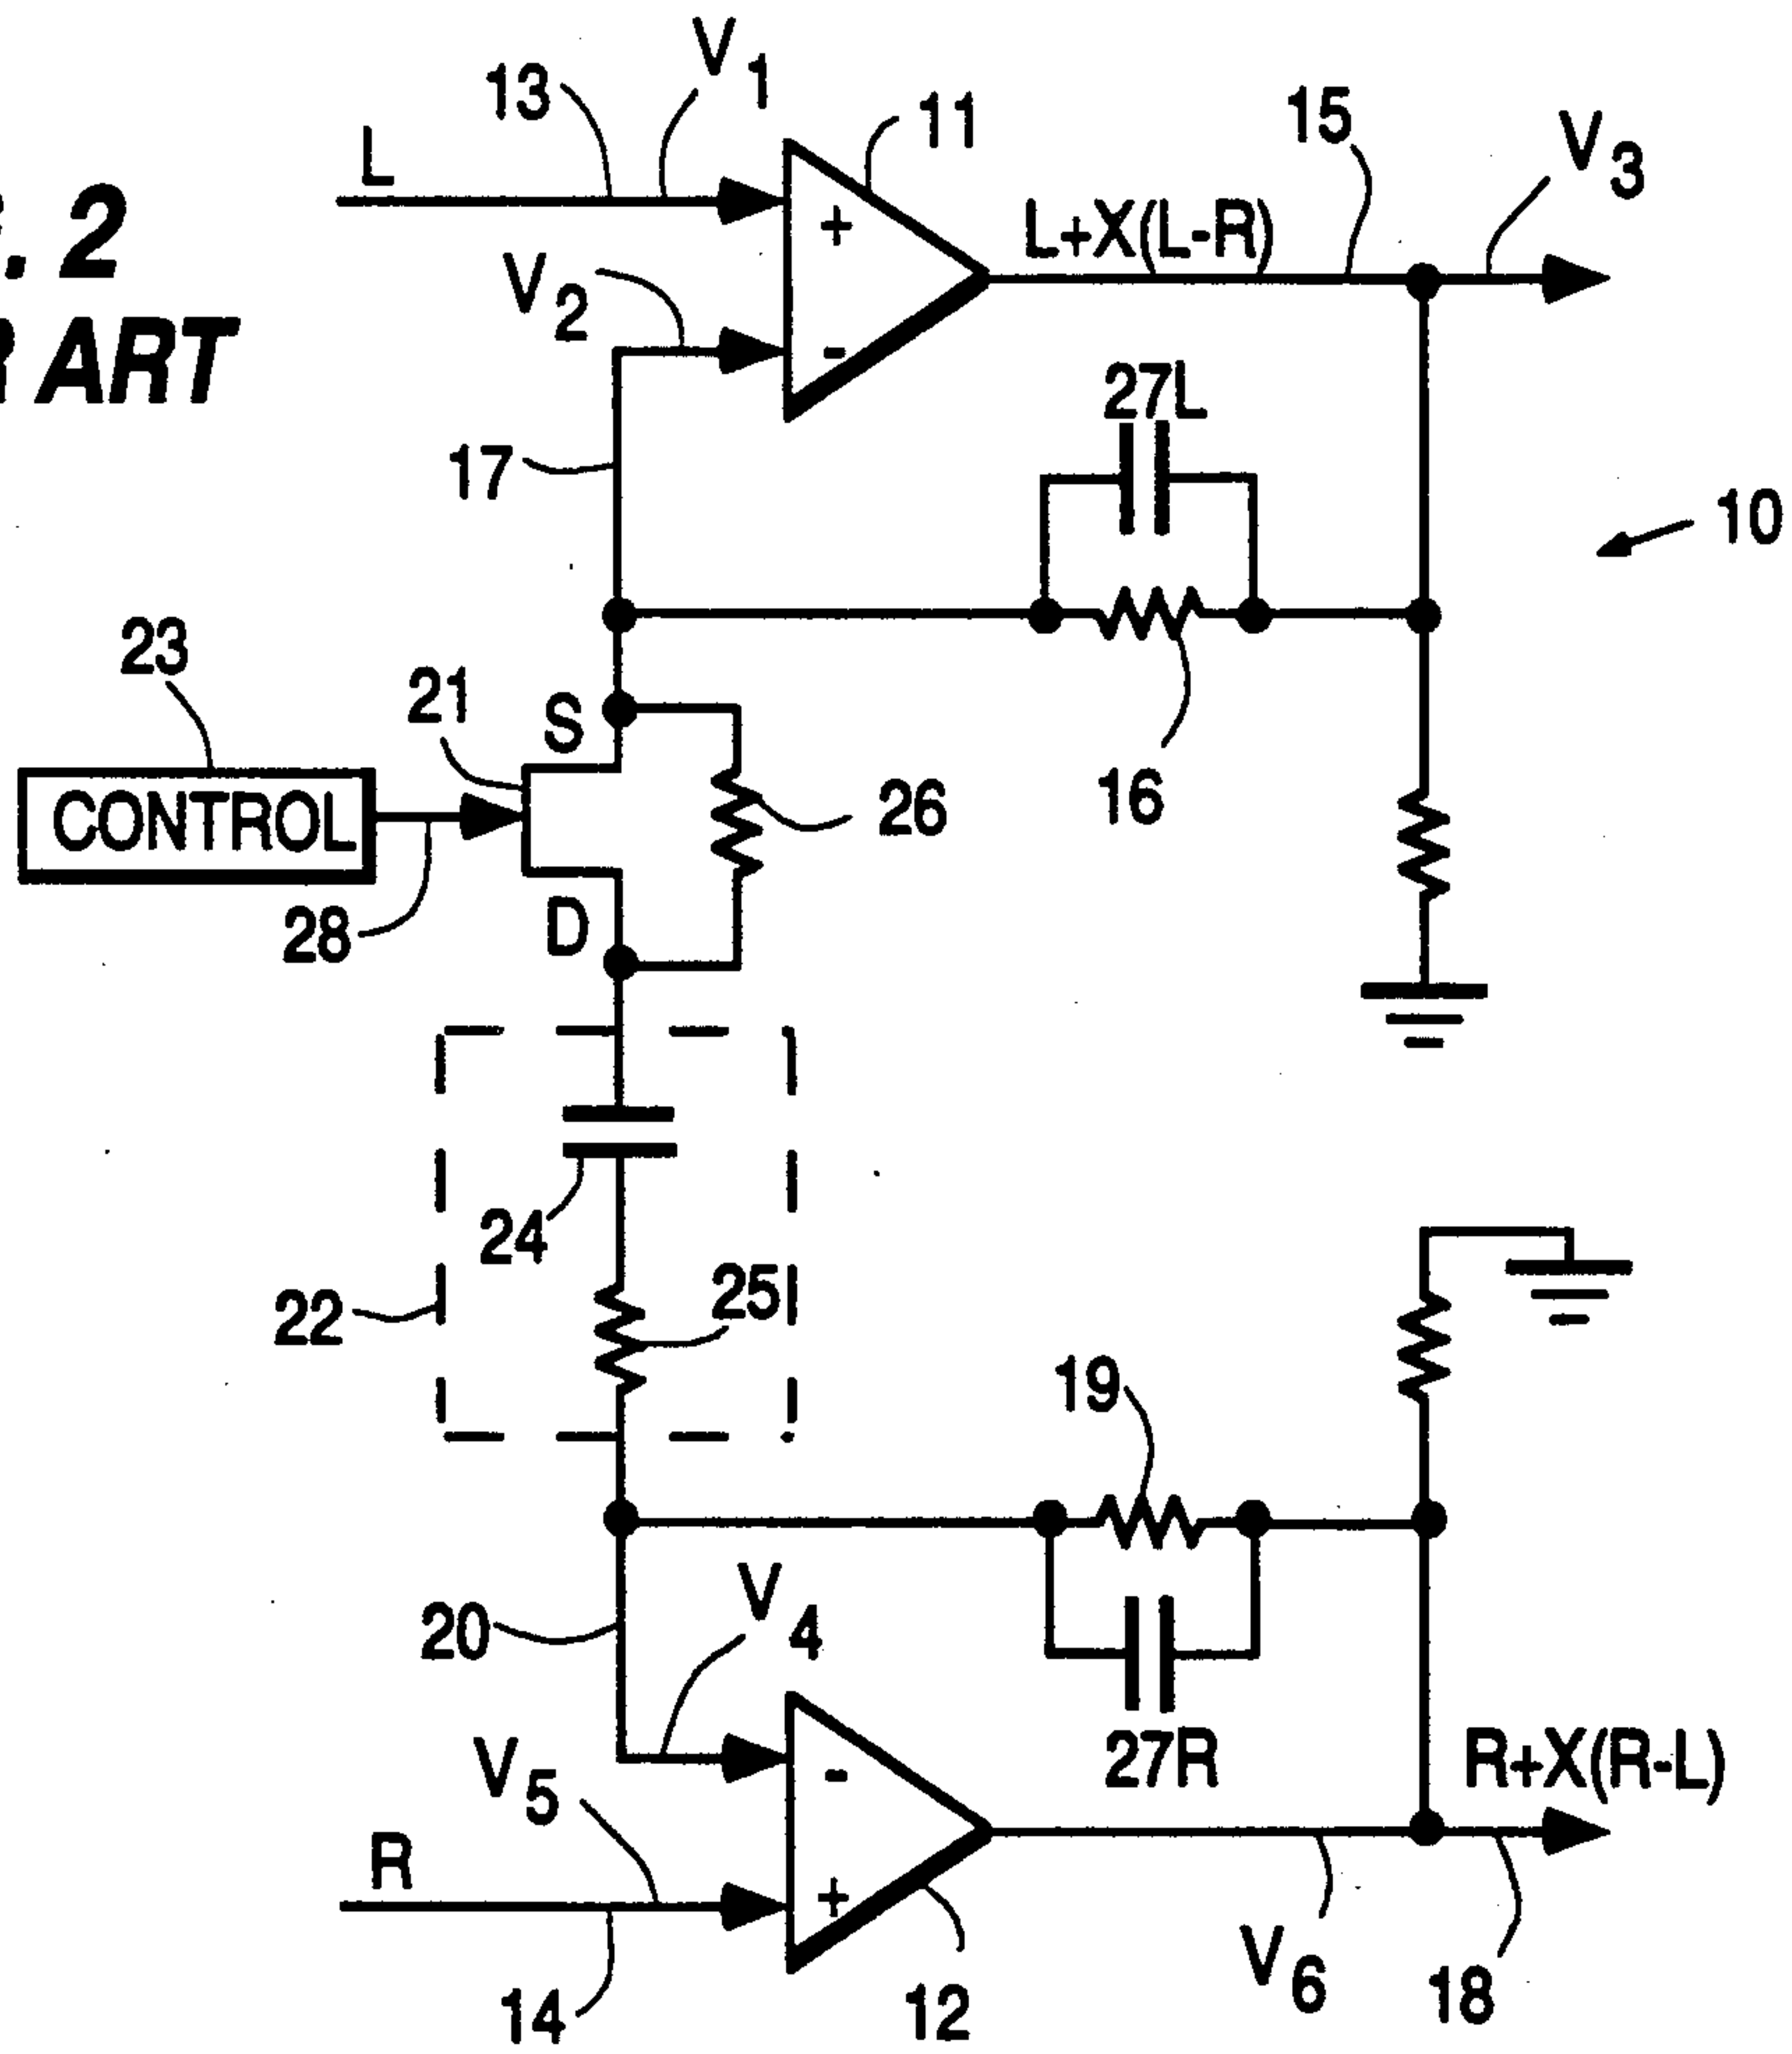 V1
13
11
15
V3
L
. 2
L+X(L-R)
+
V2
ART
-
27L
17
10
23
21
S
16
26
CONTROL
28
D
24
25
22
19
V4
20
27R
R+X(R-L)
V5
-
R
+
V6
18
14
12